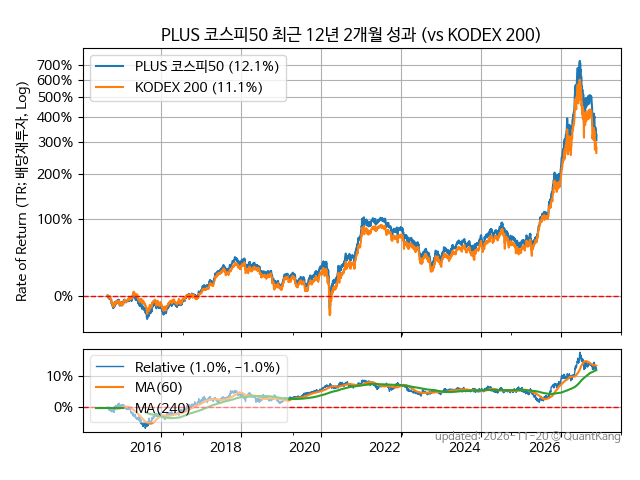 PLUS 코스피50 최근 12년 2개월 성과 (vs KODEX 200)
Rate of Return (TR; 배당재투자, Log)
700%
600%
500%
400%
300%
200%
100%
0%
PLUS 코스피50 (12.1%)
KODEX 200 (11.1%)
10%
0%
Relative (1.0%, -1.0%)
MA(60)
MA(240)
2016
2018
2020
2022
2024
2026
updated: 2026-11-20 © QuantKang